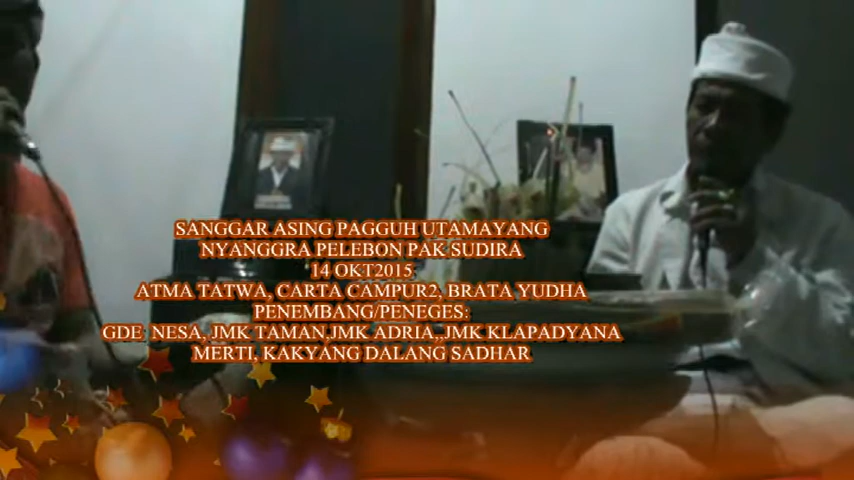 SANGGAR ASING PAGGUH UTAMAYANG
NYANGGRA PELEBON PAK SUDIRA
14 OKT2015
ATMA TATWA, CARTA CAMPUR2, BRATA YUDHA
PENEMBANG/PENEGES:
GDE NESA, JMK TAMAN,JMK ADRIA,,JMK KLAPADYANA
MERTI, KAKYANG DALANG SADHAR